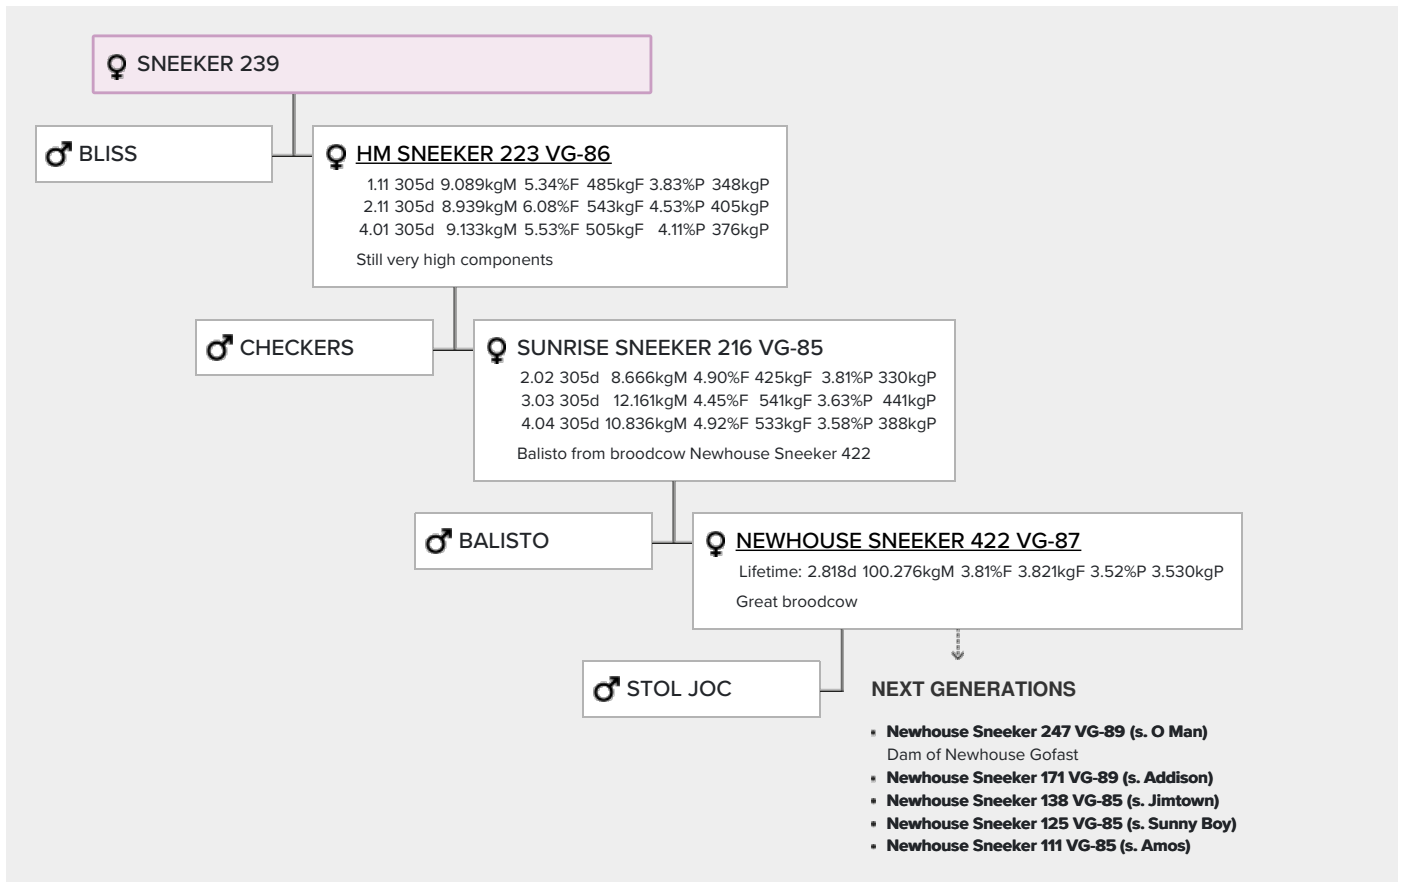 SNEEKER 239
BLISS
HM SNEEKER 223 VG-86
1.11 305d 9.089kgM 5.34%F 485kgF 3.83%P 348kgP
2.11 305d 8.939kgM 6.08%F 543kgF 4.53%P 405kgP
4.01 305d 9.133kgM 5.53%F 505kgF 4.11%P 376kgP
Still very high components
CHECKERS
SUNRISE SNEEKER 216 VG-85
2.02 305d 8.666kgM 4.90%F 425kgF 3.81%P 330kgP
3.03 305d 12.161kgM 4.45%F 541kgF 3.63%P 441kgP
4.04 305d 10.836kgM 4.92%F 533kgF 3.58%P 388kgP
Balisto from broodcow Newhouse Sneeker 422
BALISTO
NEWHOUSE SNEEKER 422 VG-87
Lifetime: 2.818d 100.276kgM 3.81%F 3.821kgF 3.52%P 3.530kgP
Great broodcow
STOL JOC
NEXT GENERATIONS
Newhouse Sneeker 247 VG-89 (s. O Man)
Dam of Newhouse Gofast
Newhouse Sneeker 171 VG-89 (s. Addison)
Newhouse Sneeker 138 VG-85 (s. Jimtown)
Newhouse Sneeker 125 VG-85 (s. Sunny Boy)
Newhouse Sneeker 111 VG-85 (s. Amos)